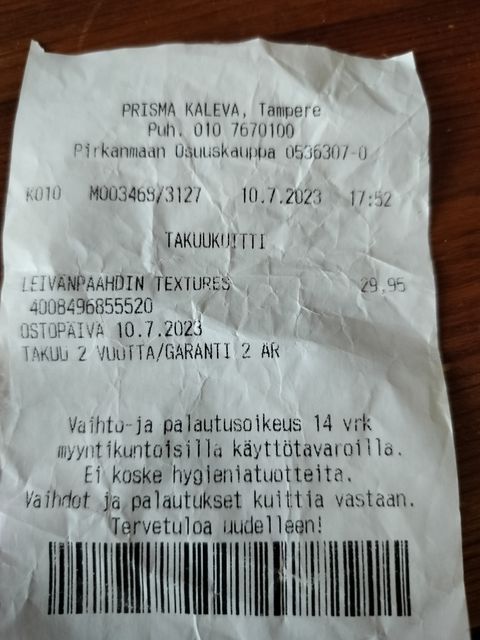 PRISMA KALEVA, Tampere
Puh. 010 7670100
Pirkanmaan Osuuskauppa 0536307-0
K010 M003469/3127 10.7.2023 17:52
TAKUUKUITTI
LEIVÄNPAAHDIN TEXTURES 29,95
4008496855520
OSTOPÄIVÄ 10.7.2023
TAKUU 2 VUOTTA/GARANTI 2 ÅR
Vaihto-ja palautusoikeus 14 vrk
myyntikuntoisilla käyttötavaroilla.
Ei koske hygieniatuotteita.
Vaihdot ja palautukset kuittia vastaan.
Tervetuloa uudelleen!